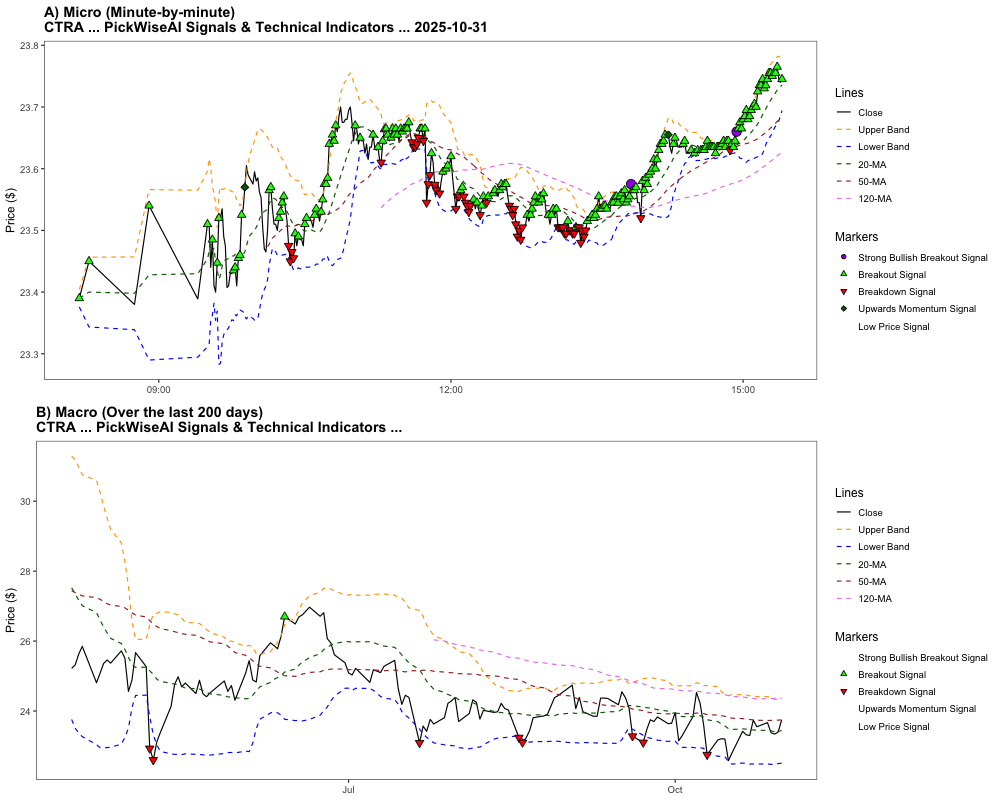 A) Micro (Minute-by-minute)
CTRA ... PickWiseAI Signals & Technical Indicators ... 2025-10-31
Price ($)
23.8
23.7
23.6
23.5
23.4
23.3
09:00
12:00
15:00
Lines
Close
Upper Band
Lower Band
20-MA
50-MA
120-MA
Markers
Strong Bullish Breakout Signal
Breakout Signal
Breakdown Signal
Upwards Momentum Signal
Low Price Signal
B) Macro (Over the last 200 days)
CTRA ... PickWiseAI Signals & Technical Indicators ...
Price ($)
30
28
26
24
Jul
Oct
Lines
Close
Upper Band
Lower Band
20-MA
50-MA
120-MA
Markers
Strong Bullish Breakout Signal
Breakout Signal
Breakdown Signal
Upwards Momentum Signal
Low Price Signal